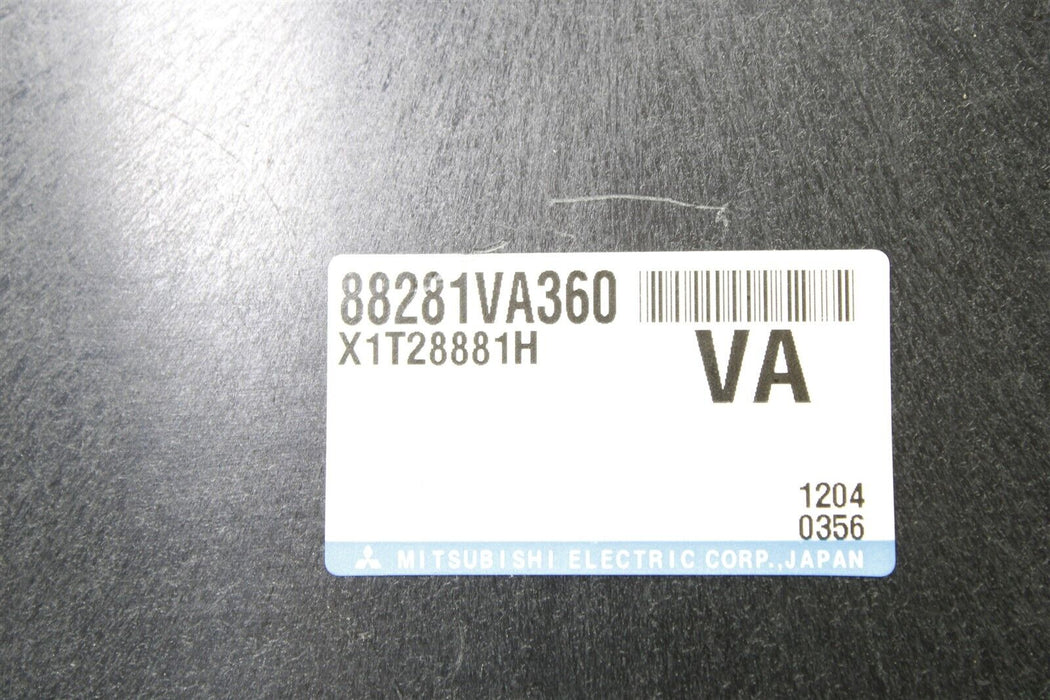 88281VA360
X1T28881H
VA
1204
0356
MITSUBISHI ELECTRIC CORP.,JAPAN